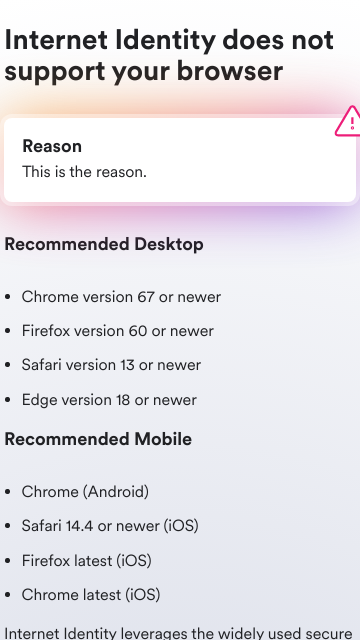 Internet Identity does not
support your browser
Reason
This is the reason.
Recommended Desktop
Chrome version 67 or newer
Firefox version 60 or newer
Safari version 13 or newer
Edge version 18 or newer
Recommended Mobile
Chrome (Android)
Safari 14.4 or newer (iOS)
Firefox latest (iOS)
Chrome latest (iOS)
Internet Identity leverages the widely used secure